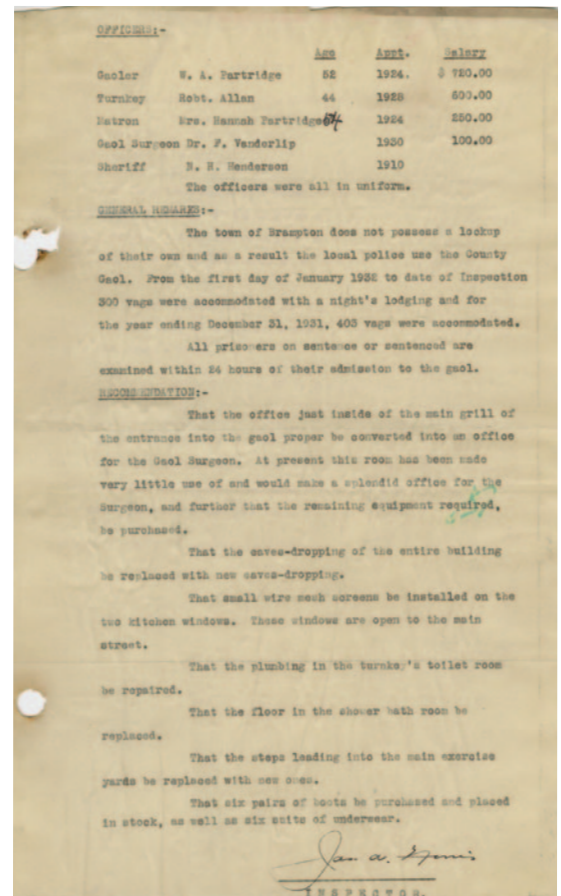 OFFICERS:-
Age Appt. Salary
Gaoler W. A. Partridge 52 1924. $ 720.00
Turnkey Robt. Allan 44 1928 600.00
Matron Mrs. Hannah Partridge 54 1924 250.00
Gaol Surgeon Dr. F. Vanderlip 1930 100.00
Sheriff N. H. Henderson 1910
The officers were all in uniform.
GENERAL REMARKS:-
The town of Brampton does not possess a lockup
of their own and as a result the local police use the County
Gaol. From the first day of January 1932 to date of Inspection
300 vags were accommodated with a night's lodging and for
the year ending December 31, 1931, 403 vags were accommodated.
All prisoners on sentence or sentenced are
examined within 24 hours of their admission to the gaol.
RECOMMENDATION:-
That the office just inside of the main grill of
the entrance into the gaol proper be converted into an office
for the Gaol Surgeon. At present this room has been made
very little use of and would make a splendid office for the
Surgeon, and further that the remaining equipment required,
be purchased.
That the eaves-dropping of the entire building
be replaced with new eaves-dropping.
That small wire mesh screens be installed on the
two kitchen windows. These windows are open to the main
street.
That the plumbing in the turnkey's toilet room
be repaired.
That the floor in the shower bath room be
replaced.
That the steps leading into the main exercise
yards be replaced with new ones.
That six pairs of boots be purchased and placed
in stock, as well as six suits of underwear.
INSPECTOR.